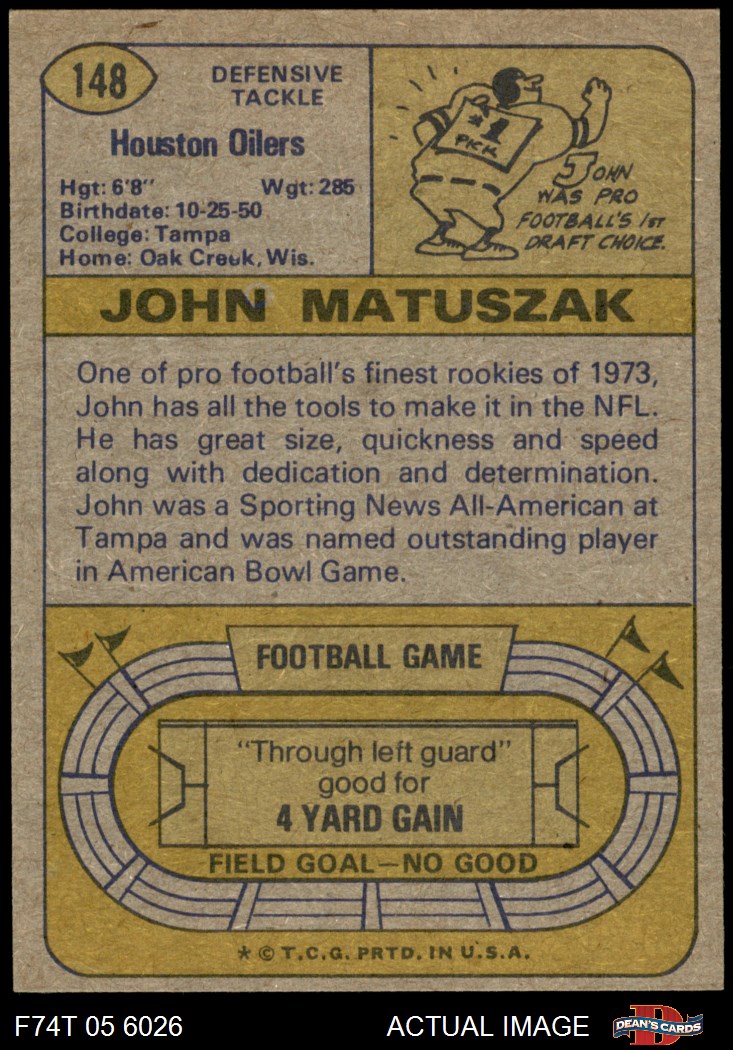 148
DEFENSIVE
TACKLE
Houston Oilers
Hgt: 6'8" Wgt: 285
Birthdate: 10-25-50
College: Tampa
Home: Oak Creek, Wis.
#1
PICK
JOHN
WAS PRO
FOOTBALL'S 1ST
DRAFT CHOICE.
JOHN MATUSZAK
One of pro football's finest rookies of 1973,
John has all the tools to make it in the NFL.
He has great size, quickness and speed
along with dedication and determination.
John was a Sporting News All-American at
Tampa and was named outstanding player
in American Bowl Game.
FOOTBALL GAME
"Through left guard"
good for
4 YARD GAIN
FIELD GOAL—NO GOOD
* © T.C.G. PRTD. IN U.S.A.
F74T 05 6026 ACTUAL IMAGE
D
DEAN'S CARDS